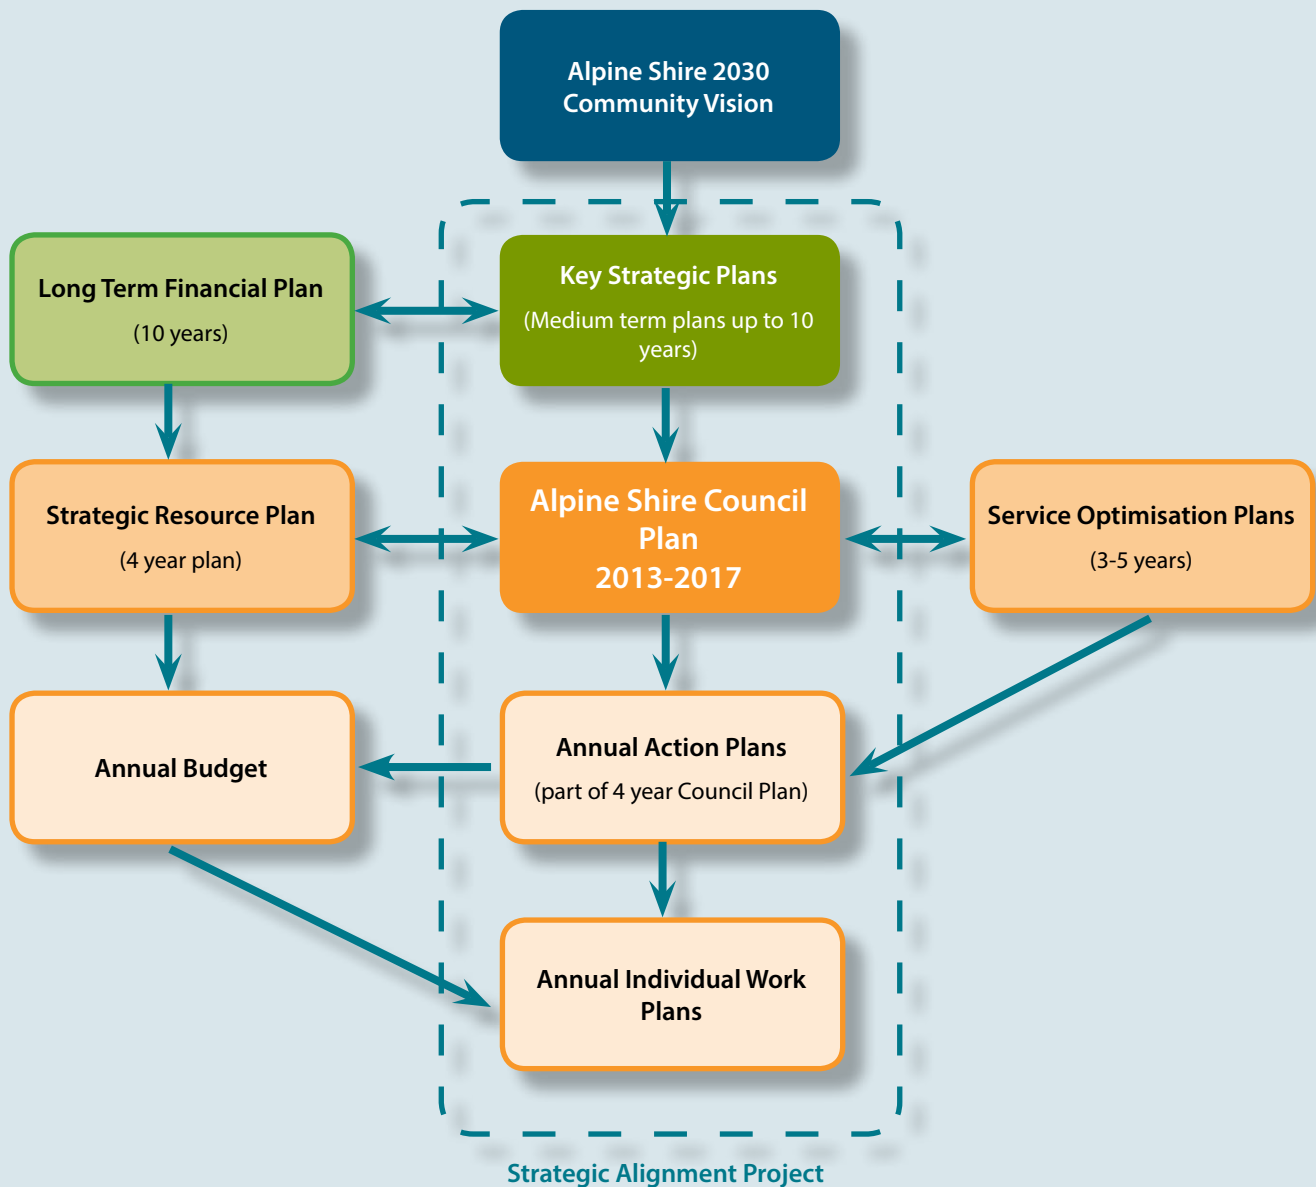 Alpine Shire 2030
Community Vision
Long Term Financial Plan
(10 years)
Key Strategic Plans
(Medium term plans up to 10
years)
Strategic Resource Plan
(4 year plan)
Alpine Shire Council
Plan
2013-2017
Service Optimisation Plans
(3-5 years)
Annual Budget
Annual Action Plans
(part of 4 year Council Plan)
Annual Individual Work
Plans
Strategic Alignment Project